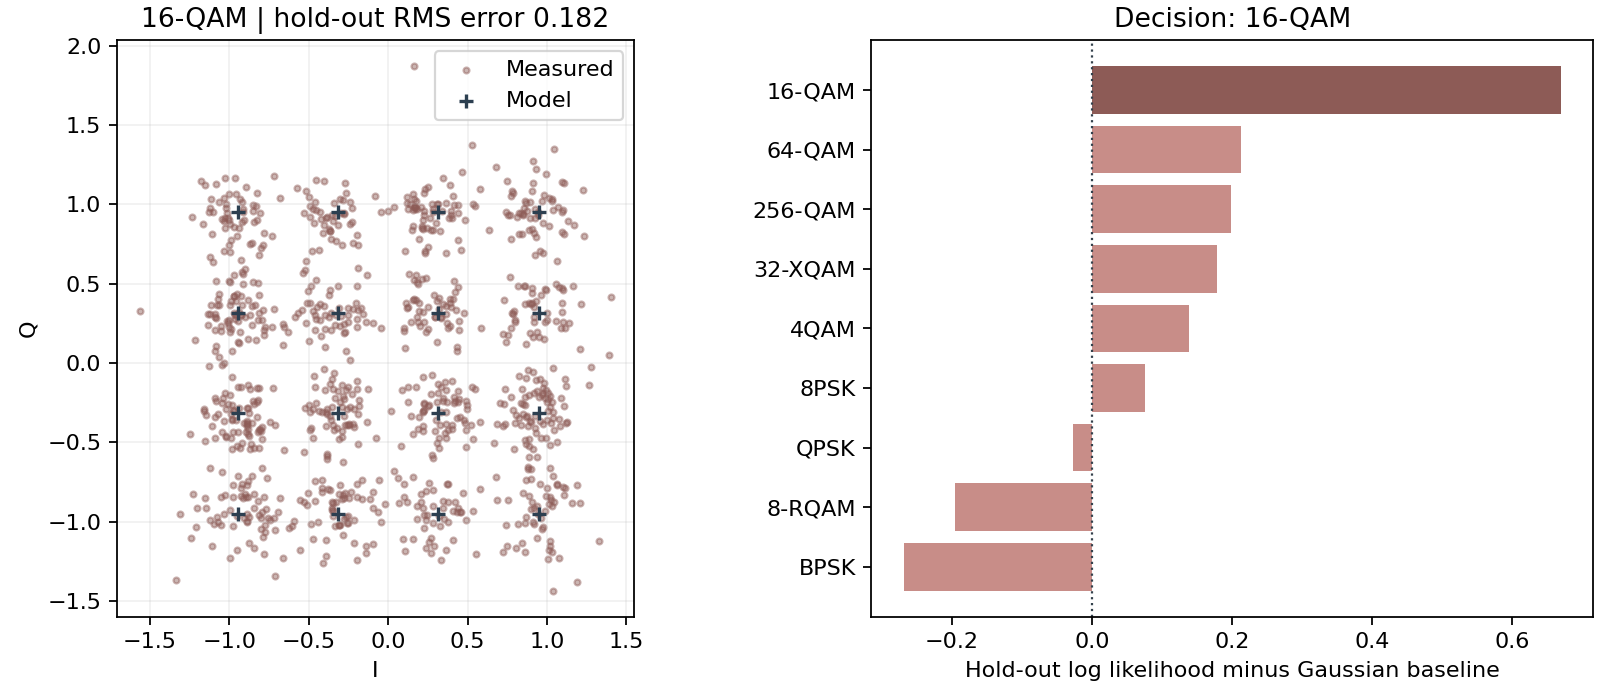 16-QAM | hold-out RMS error 0.182
2.0
1.5
1.0
0.5
0.0
−0.5
−1.0
−1.5
Q
Measured
Model
−1.5
−1.0
−0.5
0.0
0.5
1.0
1.5
I
Decision: 16-QAM
16-QAM
64-QAM
256-QAM
32-XQAM
4QAM
8PSK
QPSK
8-RQAM
BPSK
−0.2
0.0
0.2
0.4
0.6
Hold-out log likelihood minus Gaussian baseline